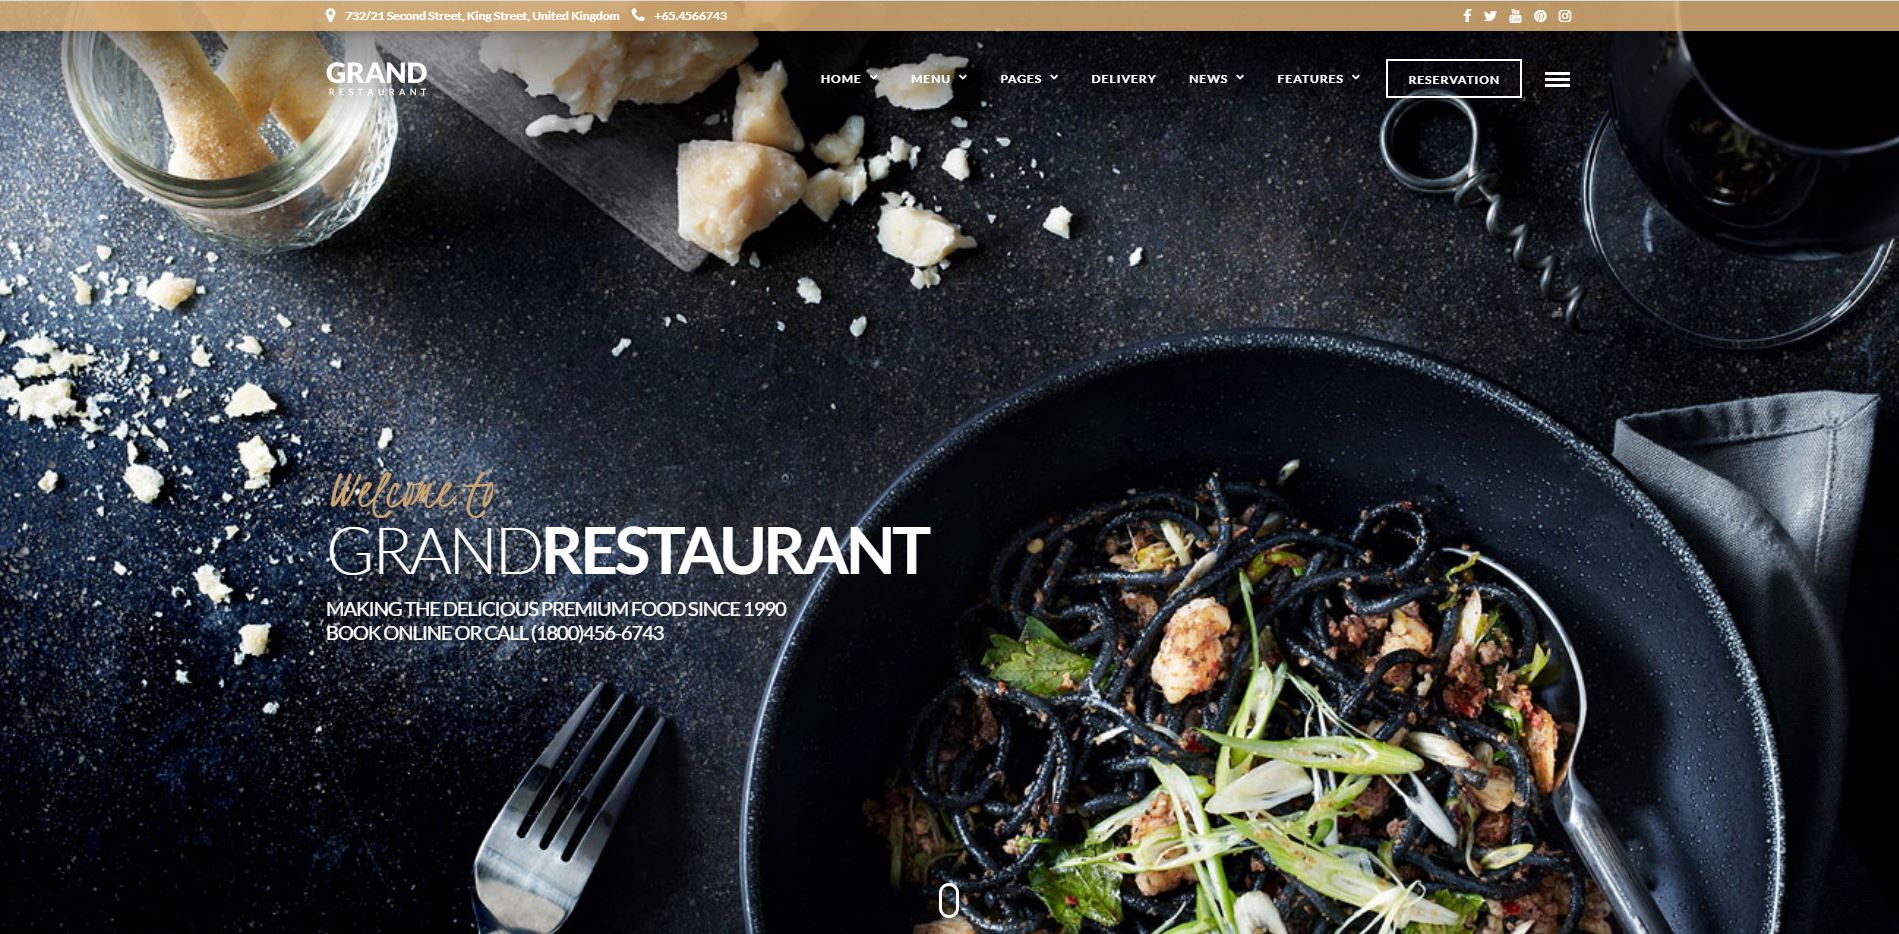 732/21 Second Street, King Street, United Kingdom +65.4566743
GRAND
RESTAURANT
HOME MENU PAGES DELIVERY NEWS FEATURES RESERVATION
Welcome to
GRANDRESTAURANT
MAKING THE DELICIOUS PREMIUM FOOD SINCE 1990
BOOK ONLINE OR CALL (1800)456-6743